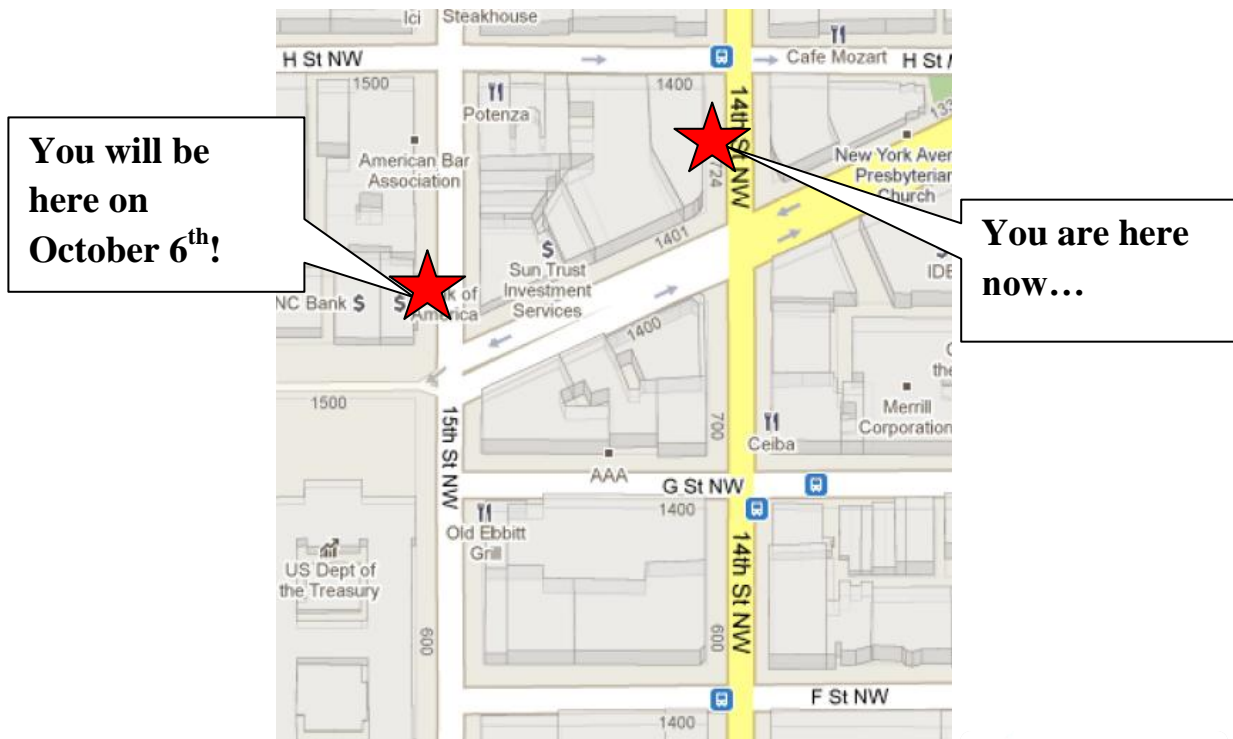 Ici
Steakhouse
H St NW
Cafe Mozart
H St
1500
1400
133
Potenza
14th St NW
You will be
here on
October 6th!
American Bar
Association
724
New York Aven
Presbyterian
Church
You are here
now…
1401
Sun Trust
Investment
Services
IDB
NC Bank
k of
America
1400
1500
15th St NW
700
Merrill
Corporation
Ceiba
AAA
G St NW
1400
Old Ebbitt
Grill
14th St NW
US Dept of
the Treasury
600
600
F St NW
1400